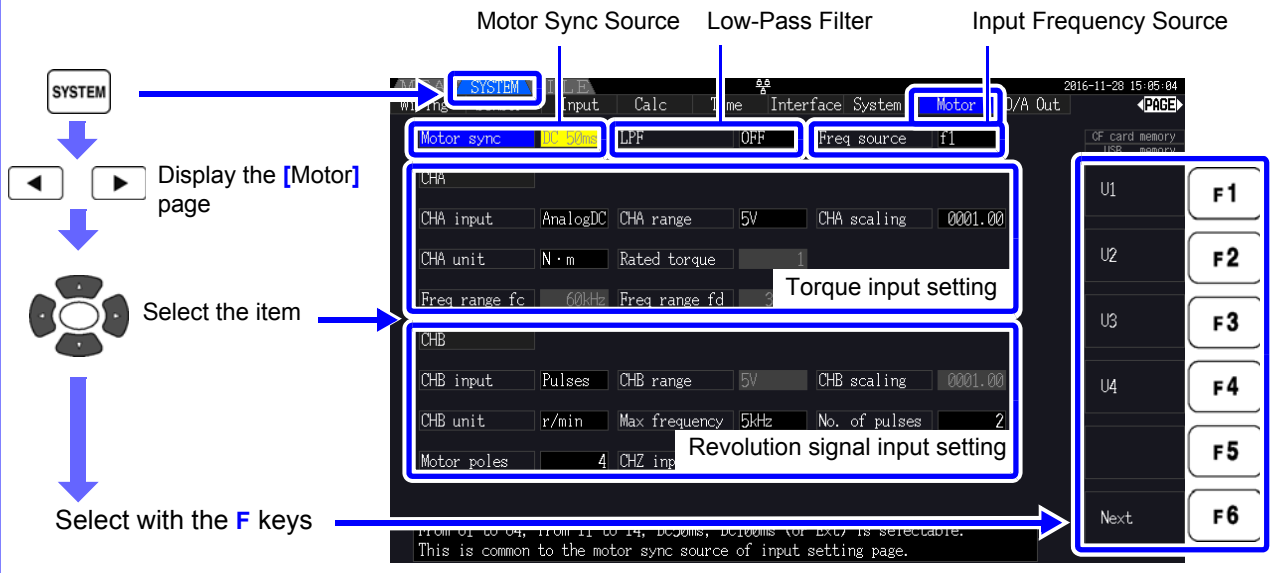 Motor Sync Source Low-Pass Filter Input Frequency Source
SYSTEM
Display the [Motor]
page
Select the item
Select with the F keys
SYSTEM
2016-11-28 15:05:04
Input Calc Interface System Motor D/A Out PAGE
Motor sync DC 50ms LPF OFF Freq source f1
CF card memory
USB memory
CHA
CHA input AnalogDC CHA range 5V CHA scaling 0001.00
CHA unit N・m Rated torque 1
Freq range fc 60kHz Freq range fd
Torque input setting
CHB
CHB input Pulses CHB range 5V CHB scaling 0001.00
CHB unit r/min Max frequency 5kHz No. of pulses 2
Motor poles 4 CHZ
Revolution signal input setting
This is common to the motor sync source of input setting page.
U1 F1
U2 F2
U3 F3
U4 F4
F5
Next F6